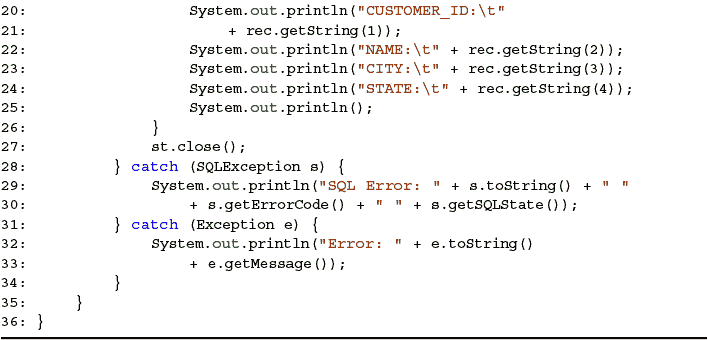 20:                 System.out.println("CUSTOMER_ID:\t"
21:                     + rec.getString(1));
22:                 System.out.println("NAME:\t" + rec.getString(2));
23:                 System.out.println("CITY:\t" + rec.getString(3));
24:                 System.out.println("STATE:\t" + rec.getString(4));
25:                 System.out.println();
26:             }
27:             st.close();
28:         } catch (SQLException s) {
29:             System.out.println("SQL Error: " + s.toString() + " "
30:                 + s.getErrorCode() + " " + s.getSQLState());
31:         } catch (Exception e) {
32:             System.out.println("Error: " + e.toString()
33:                 + e.getMessage());
34:         }
35:     }
36: }